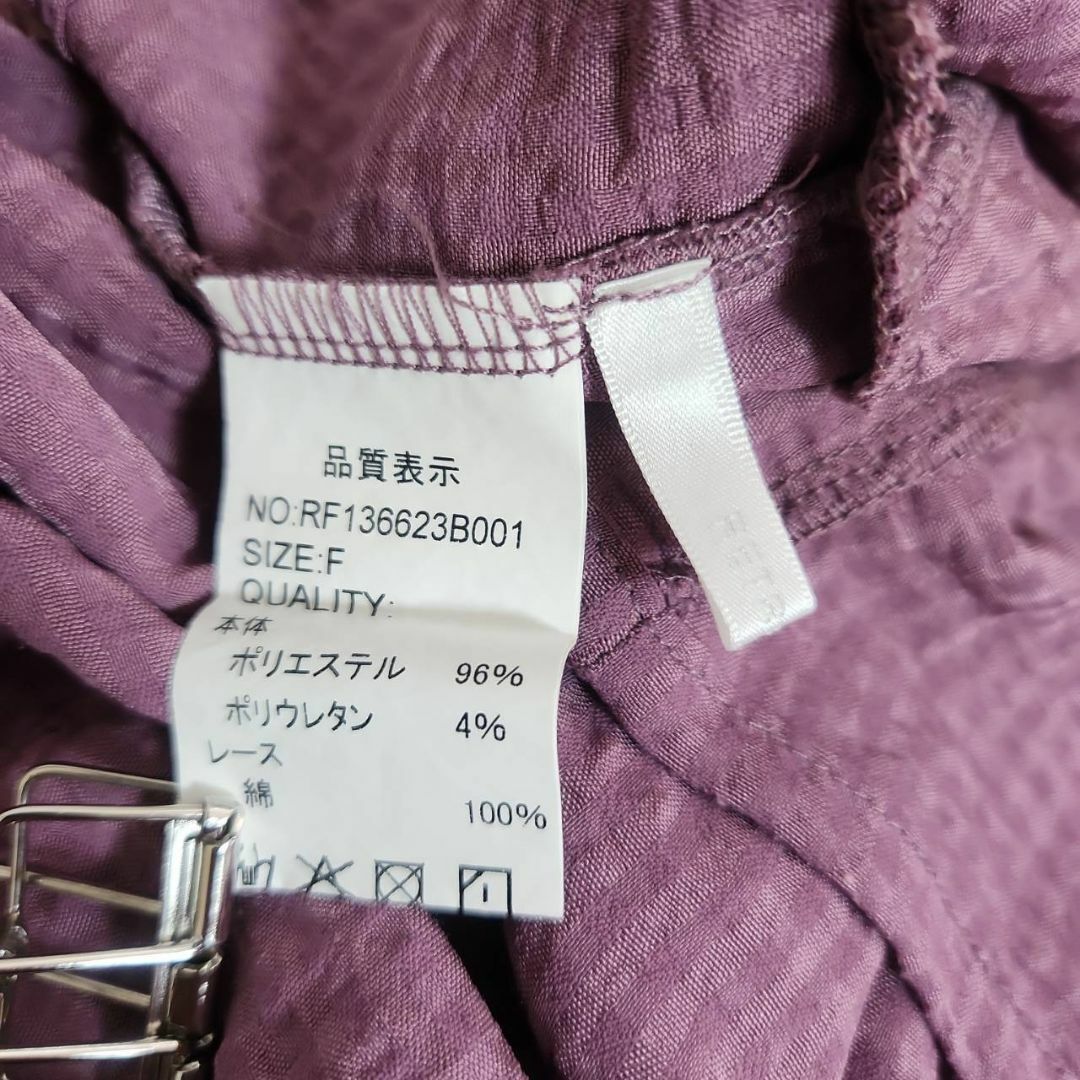 品質表示
NO:RF136623B001
SIZE:F
QUALITY:
本体
ポリエステル 96%
ポリウレタン 4%
レース
綿 100%